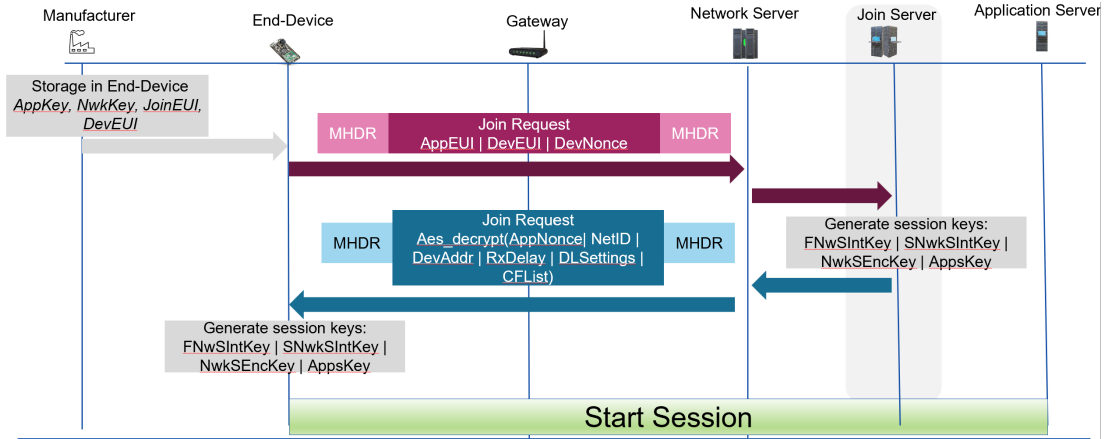 Manufacturer
End-Device
Gateway
Network Server
Join Server
Application Server
Storage in End-Device
AppKey, NwkKey, JoinEUI,
DevEUI
MHDR
Join Request
AppEUI | DevEUI | DevNonce
MHDR
MHDR
Join Request
Aes_decrypt(AppNonce| NetID |
DevAddr | RxDelay | DLSettings |
CFList)
MHDR
Generate session keys:
FNwSIntKey | SNwkSIntKey |
NwkSEncKey | AppsKey
Generate session keys:
FNwSIntKey | SNwkSIntKey |
NwkSEncKey | AppsKey
Start Session